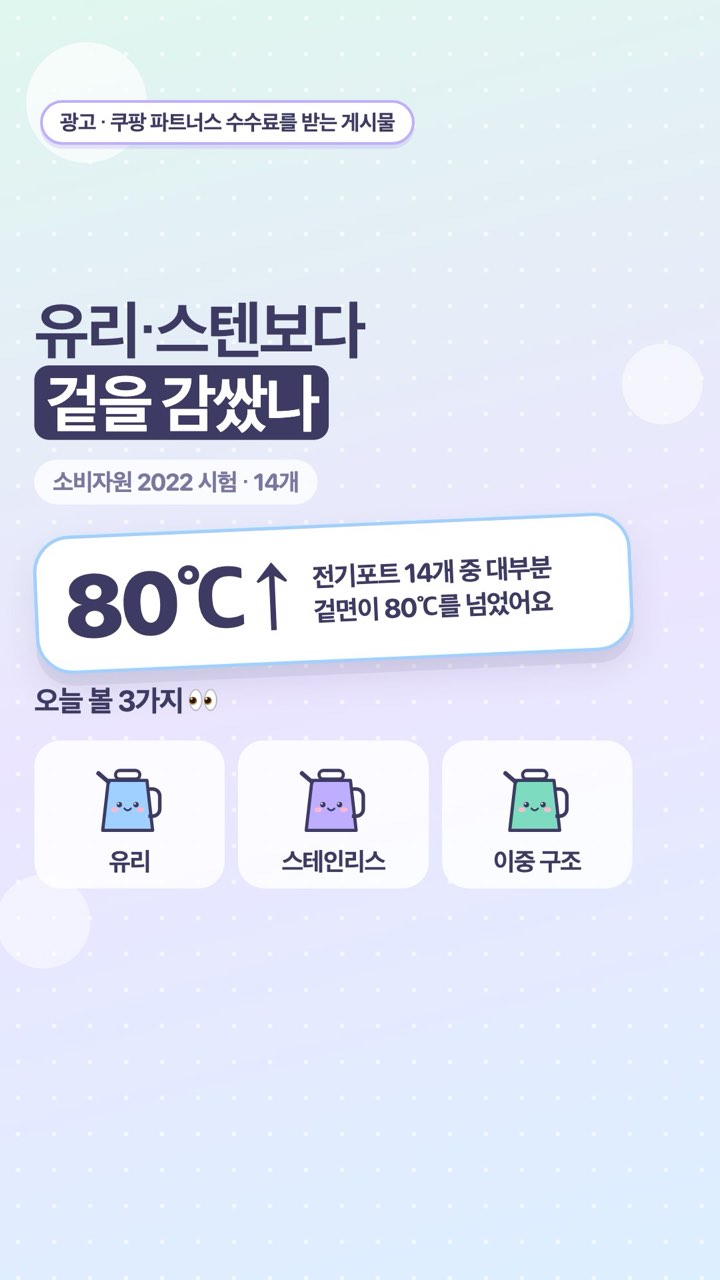 광고 · 쿠팡 파트너스 수수료를 받는 게시물
유리·스텐보다
겉을 감쌌나
소비자원 2022 시험 · 14개
80℃↑
전기포트 14개 중 대부분
겉면이 80℃를 넘었어요
오늘 볼 3가지 👀
유리
스테인리스
이중 구조